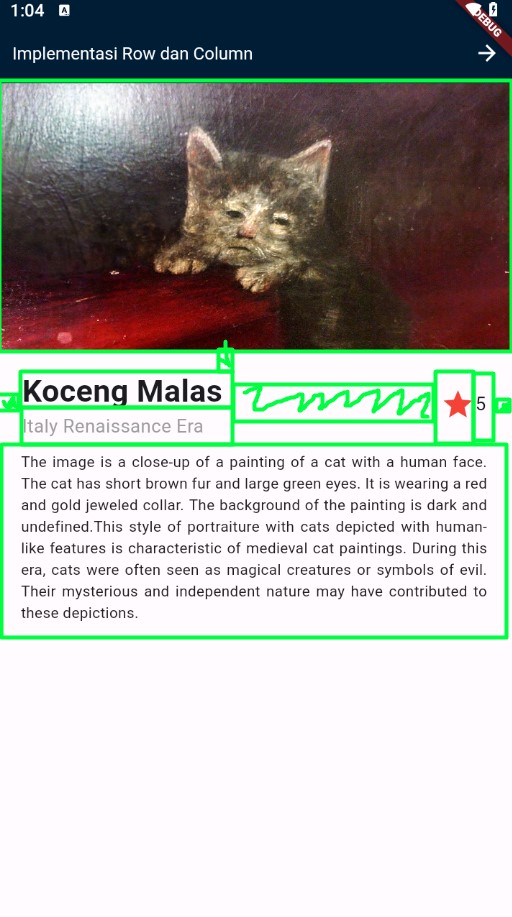 1:04
A
DEBUG
Implementasi Row dan Column
Koceng Malas
5
Italy Renaissance Era
The image is a close-up of a painting of a cat with a human face.
The cat has short brown fur and large green eyes. It is wearing a red
and gold jeweled collar. The background of the painting is dark and
undefined.This style of portraiture with cats depicted with human-
like features is characteristic of medieval cat paintings. During this
era, cats were often seen as magical creatures or symbols of evil.
Their mysterious and independent nature may have contributed to
these depictions.